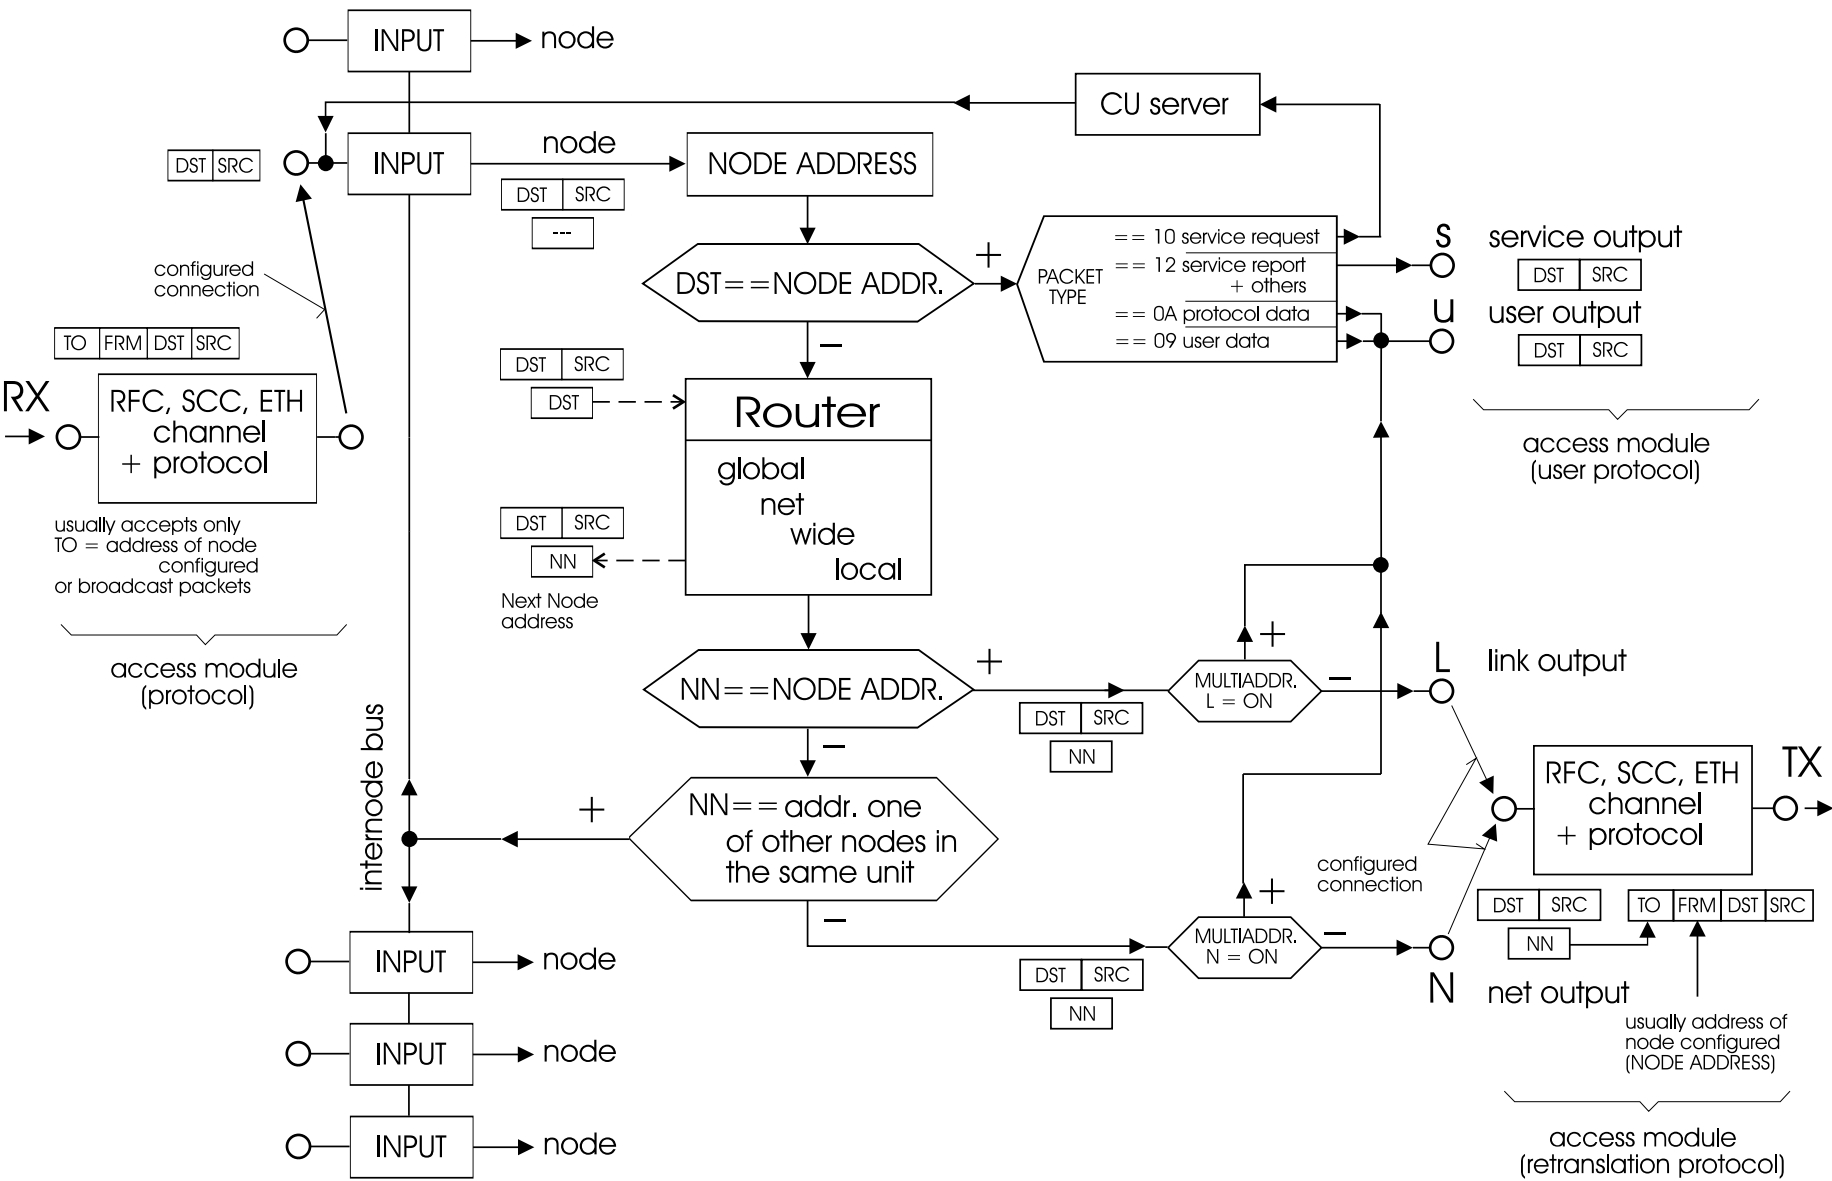 INPUT
node
CU server
DST SRC
INPUT
node
NODE ADDRESS
DST SRC
---
configured
connection
DST==NODE ADDR.
+
PACKET
TYPE
== 10 service request
== 12 service report
+ others
== 0A protocol data
== 09 user data
s
service output
DST SRC
u
user output
DST SRC
access module
(user protocol)
TO FRM DST SRC
RX
RFC, SCC, ETH
channel
+ protocol
usually accepts only
TO = address of node
configured
or broadcast packets
access module
(protocol)
−
DST SRC
DST
Router
global
net
wide
local
DST SRC
NN
Next Node
address
NN==NODE ADDR.
+
DST SRC
NN
MULTIADDR.
L = ON
+
−
L
link output
internode bus
−
+
NN== addr. one
of other nodes in
the same unit
−
DST SRC
NN
MULTIADDR.
N = ON
+
−
N
net output
configured
connection
RFC, SCC, ETH
channel
+ protocol
TX
DST SRC
NN
TO FRM DST SRC
usually address of
node configured
(NODE ADDRESS)
access module
(retranslation protocol)
INPUT
node
INPUT
node
INPUT
node